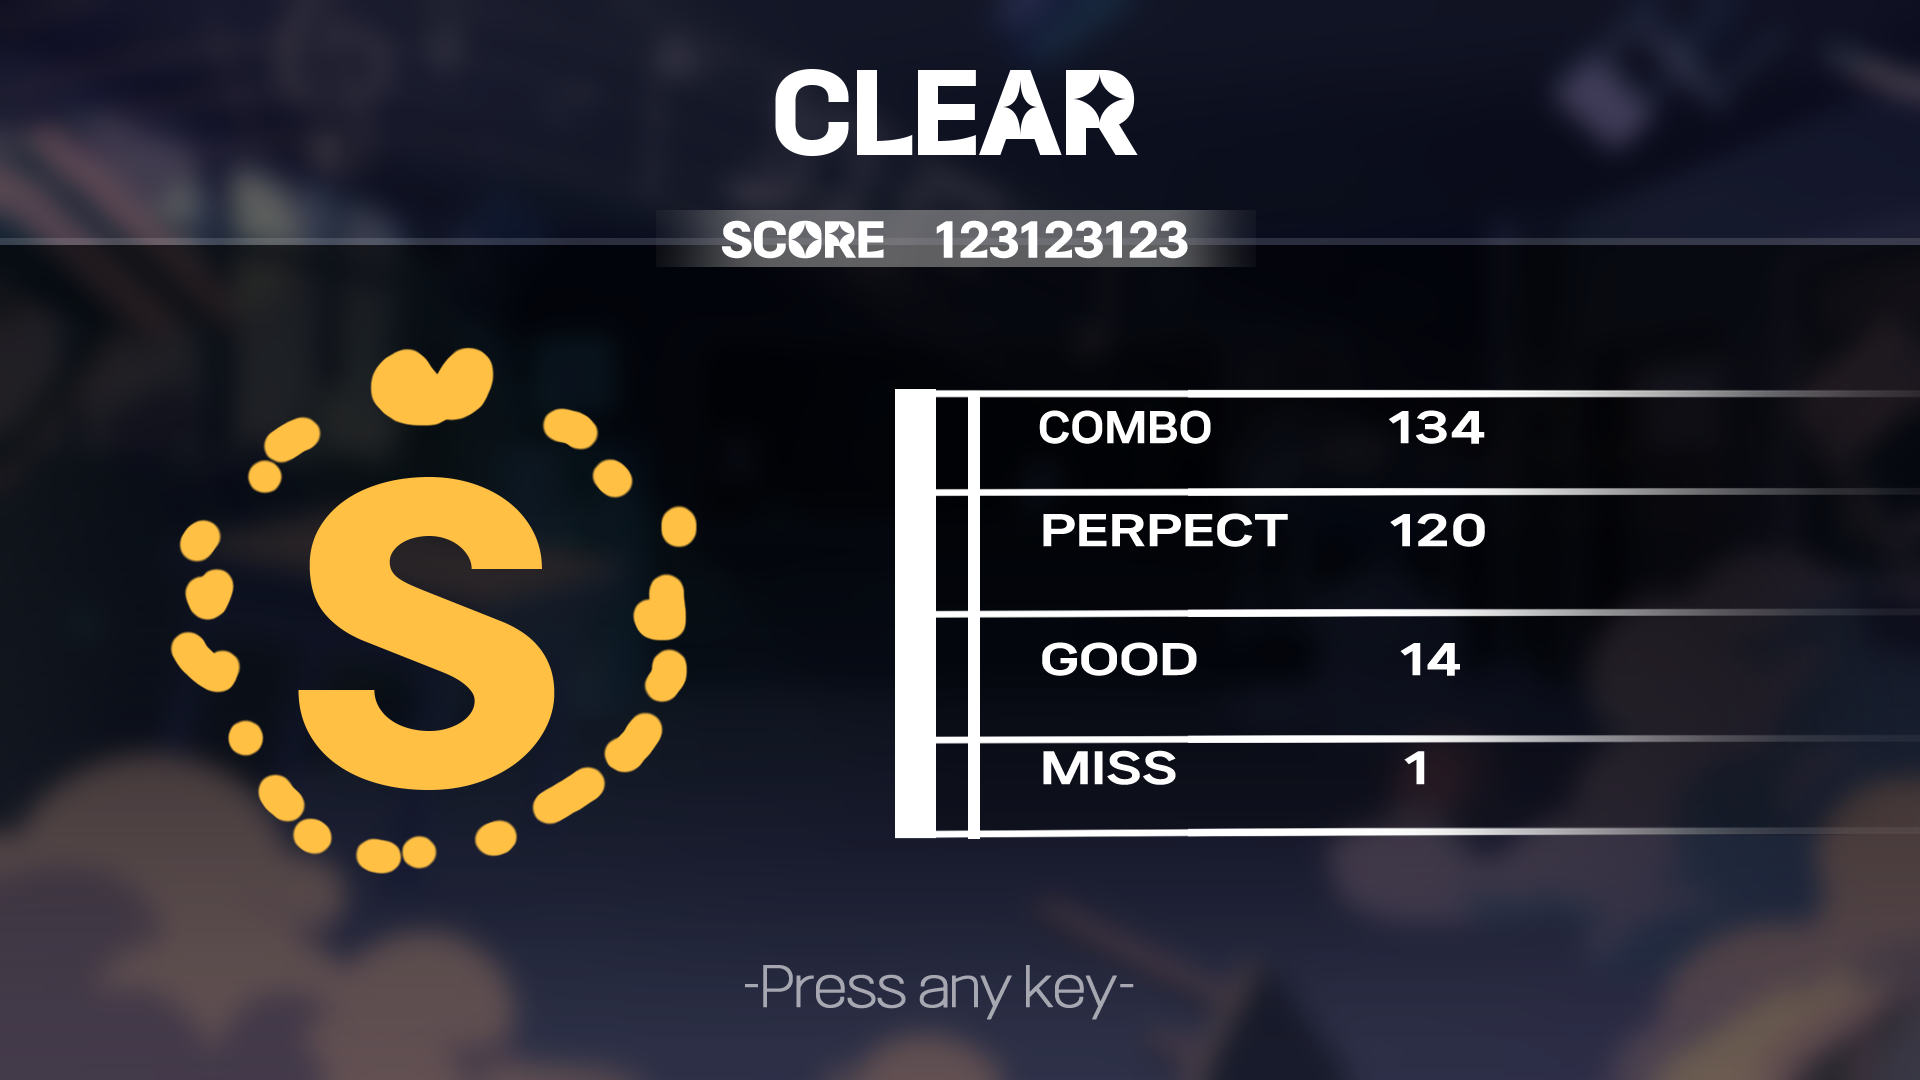 CLEAR
SCORE 123123123
S
COMBO 134
PERPECT 120
GOOD 14
MISS 1
-Press any key-